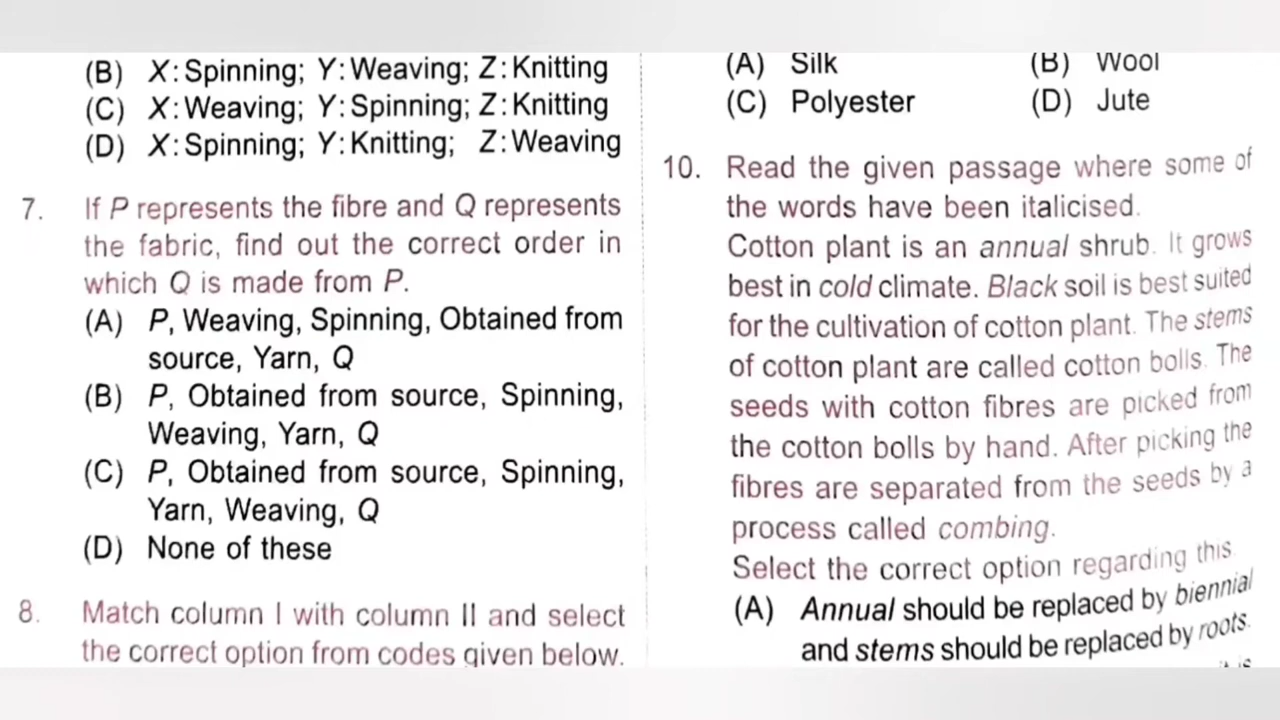 (B) X:Spinning; Y:Weaving; Z:Knitting
(C) X:Weaving; Y:Spinning; Z:Knitting
(D) X:Spinning; Y:Knitting; Z:Weaving
7. If P represents the fibre and Q represents
the fabric, find out the correct order in
which Q is made from P.
(A) P, Weaving, Spinning, Obtained from
source, Yarn, Q
(B) P, Obtained from source, Spinning,
Weaving, Yarn, Q
(C) P, Obtained from source, Spinning,
Yarn, Weaving, Q
(D) None of these
8. Match column I with column II and select
the correct option from codes given below.
(A) Silk (B) Wool
(C) Polyester (D) Jute
10. Read the given passage where some of
the words have been italicised.
Cotton plant is an annual shrub. It grows
best in cold climate. Black soil is best suited
for the cultivation of cotton plant. The stems
of cotton plant are called cotton bolls. The
seeds with cotton fibres are picked from
the cotton bolls by hand. After picking the
fibres are separated from the seeds by a
process called combing.
Select the correct option regarding this.
(A) Annual should be replaced by biennial
and stems should be replaced by roots.